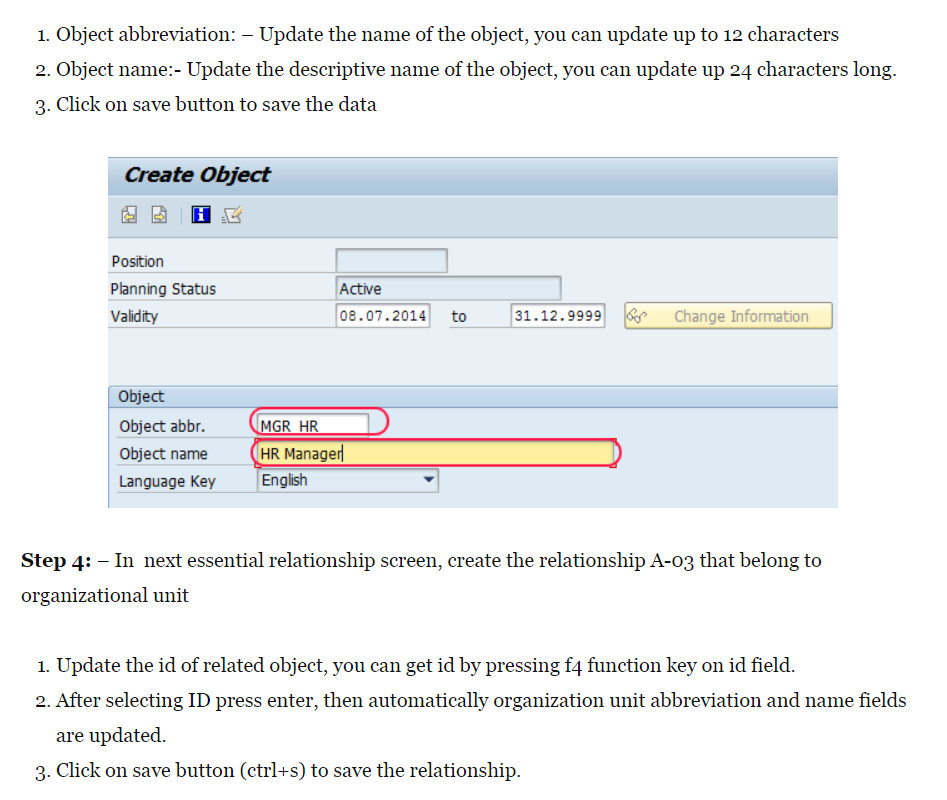 1. Object abbreviation: – Update the name of the object, you can update up to 12 characters
2. Object name:- Update the descriptive name of the object, you can update up 24 characters long.
3. Click on save button to save the data
Create Object
Position
Planning Status Active
Validity 08.07.2014 to 31.12.9999 Change Information
Object
Object abbr. MGR HR
Object name HR Manager
Language Key English
Step 4: – In next essential relationship screen, create the relationship A-03 that belong to
organizational unit
1. Update the id of related object, you can get id by pressing f4 function key on id field.
2. After selecting ID press enter, then automatically organization unit abbreviation and name fields
are updated.
3. Click on save button (ctrl+s) to save the relationship.